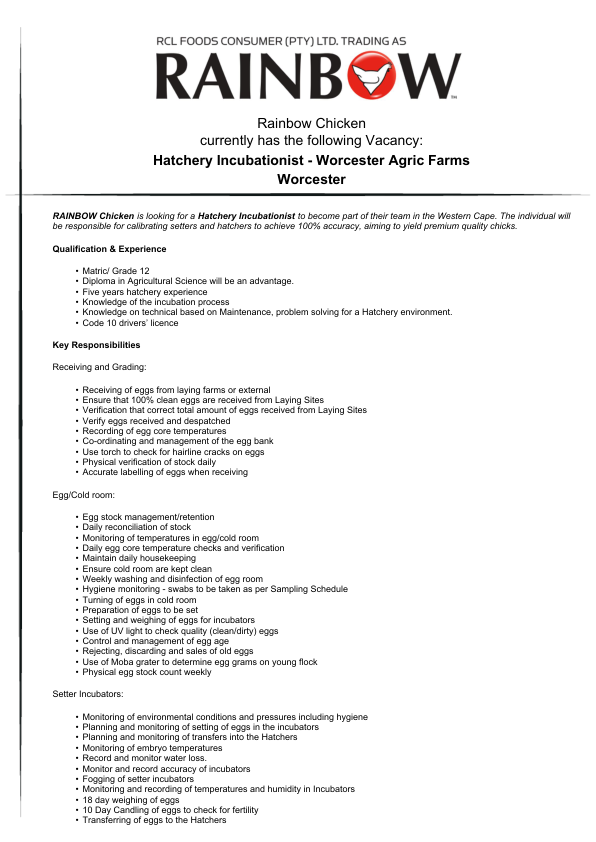 RCL FOODS CONSUMER (PTY) LTD. TRADING AS
RAINBOW
Rainbow Chicken
currently has the following Vacancy:
Hatchery Incubationist - Worcester Agric Farms
Worcester
RAINBOW Chicken is looking for a Hatchery Incubationist to become part of their team in the Western Cape. The individual will
be responsible for calibrating setters and hatchers to achieve 100% accuracy, aiming to yield premium quality chicks.
Qualification & Experience
• Matric/ Grade 12
• Diploma in Agricultural Science will be an advantage.
• Five years hatchery experience
• Knowledge of the incubation process
• Knowledge on technical based on Maintenance, problem solving for a Hatchery environment.
• Code 10 drivers' licence
Key Responsibilities
Receiving and Grading:
• Receiving of eggs from laying farms or external
• Ensure that 100% clean eggs are received from Laying Sites
• Verification that correct total amount of eggs received from Laying Sites
• Verify eggs received and despatched
• Recording of egg core temperatures
• Co-ordinating and management of the egg bank
• Use torch to check for hairline cracks on eggs
• Physical verification of stock daily
• Accurate labelling of eggs when receiving
Egg/Cold room:
• Egg stock management/retention
• Daily reconciliation of stock
• Monitoring of temperatures in egg/cold room
• Daily egg core temperature checks and verification
• Maintain daily housekeeping
• Ensure cold room are kept clean
• Weekly washing and disinfection of egg room
• Hygiene monitoring - swabs to be taken as per Sampling Schedule
• Turning of eggs in cold room
• Preparation of eggs to be set
• Setting and weighing of eggs for incubators
• Use of UV light to check quality (clean/dirty) eggs
• Control and management of egg age
• Rejecting, discarding and sales of old eggs
• Use of Moba grater to determine egg grams on young flock
• Physical egg stock count weekly
Setter Incubators:
• Monitoring of environmental conditions and pressures including hygiene
• Planning and monitoring of setting of eggs in the incubators
• Planning and monitoring of transfers into the Hatchers
• Monitoring of embryo temperatures
• Record and monitor water loss.
• Monitor and record accuracy of incubators
• Fogging of setter incubators
• Monitoring and recording of temperatures and humidity in Incubators
• 18 day weighing of eggs
• 10 Day Candling of eggs to check for fertility
• Transferring of eggs to the Hatchers